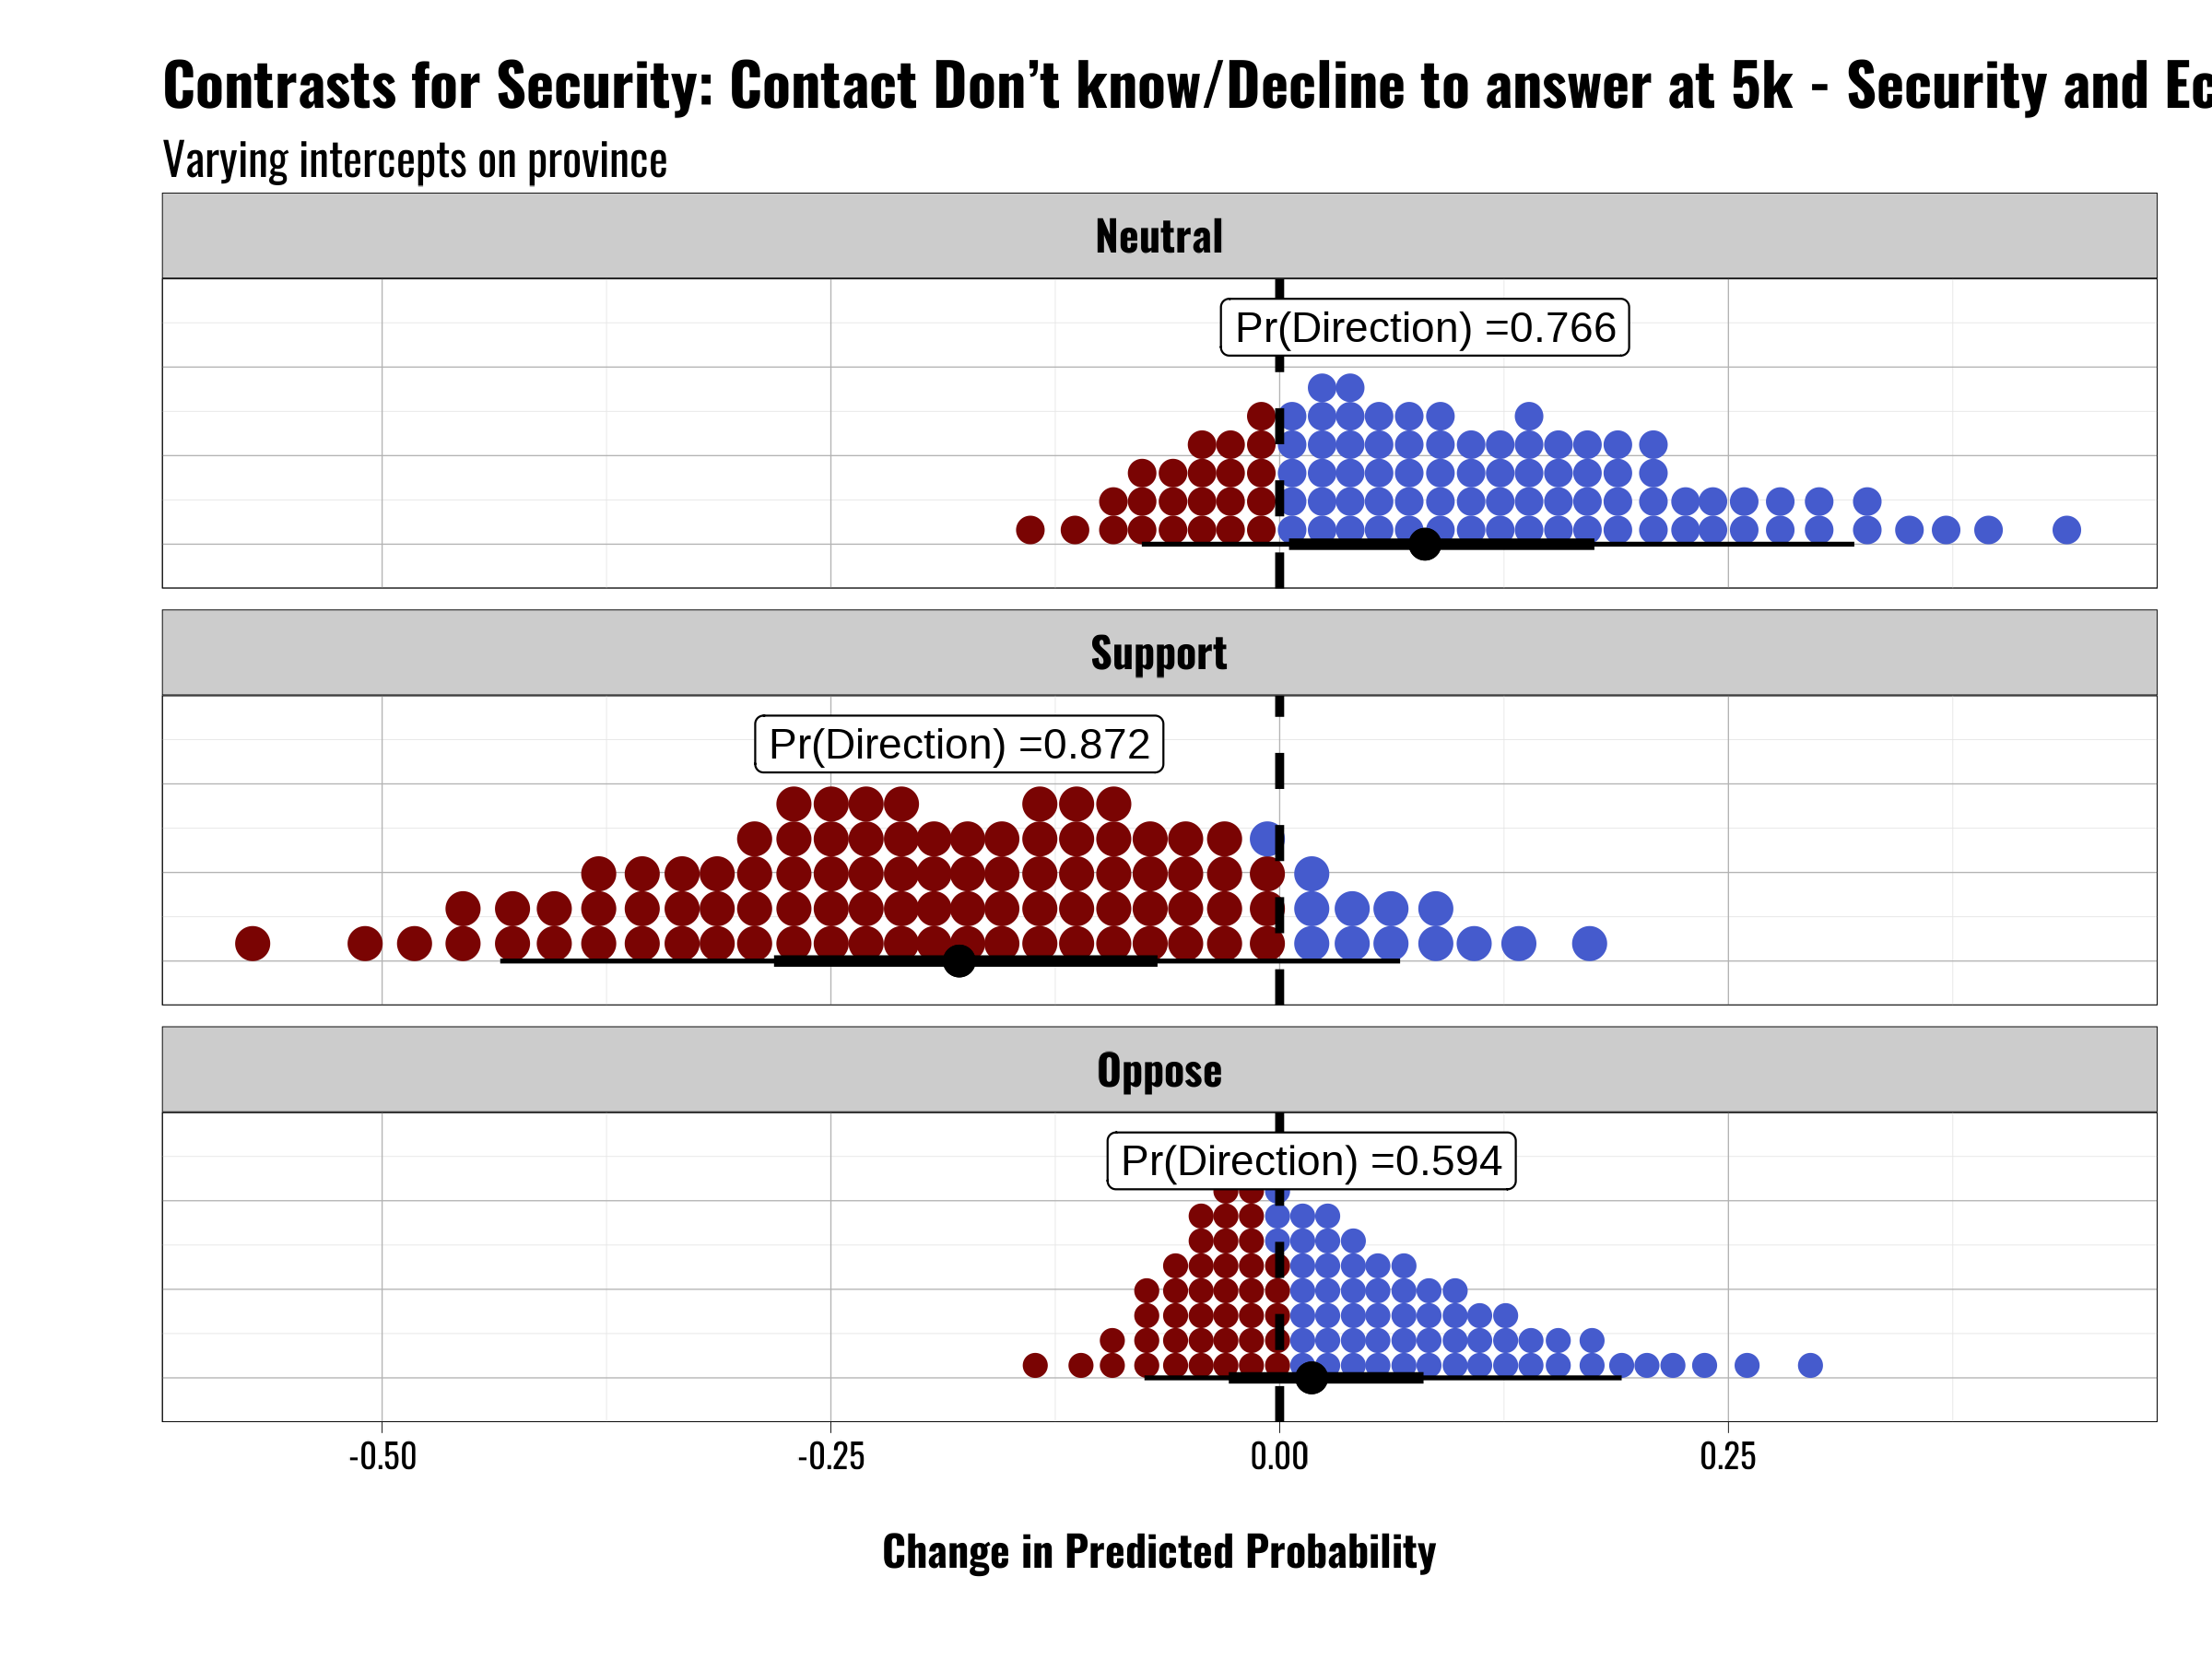 Contrasts for Security: Contact Don’t know/Decline to answer at 5k - Security and Ec
Varying intercepts on province
Neutral
Pr(Direction) =0.766
Support
Pr(Direction) =0.872
Oppose
Pr(Direction) =0.594
-0.50 -0.25 0.00 0.25
Change in Predicted Probability